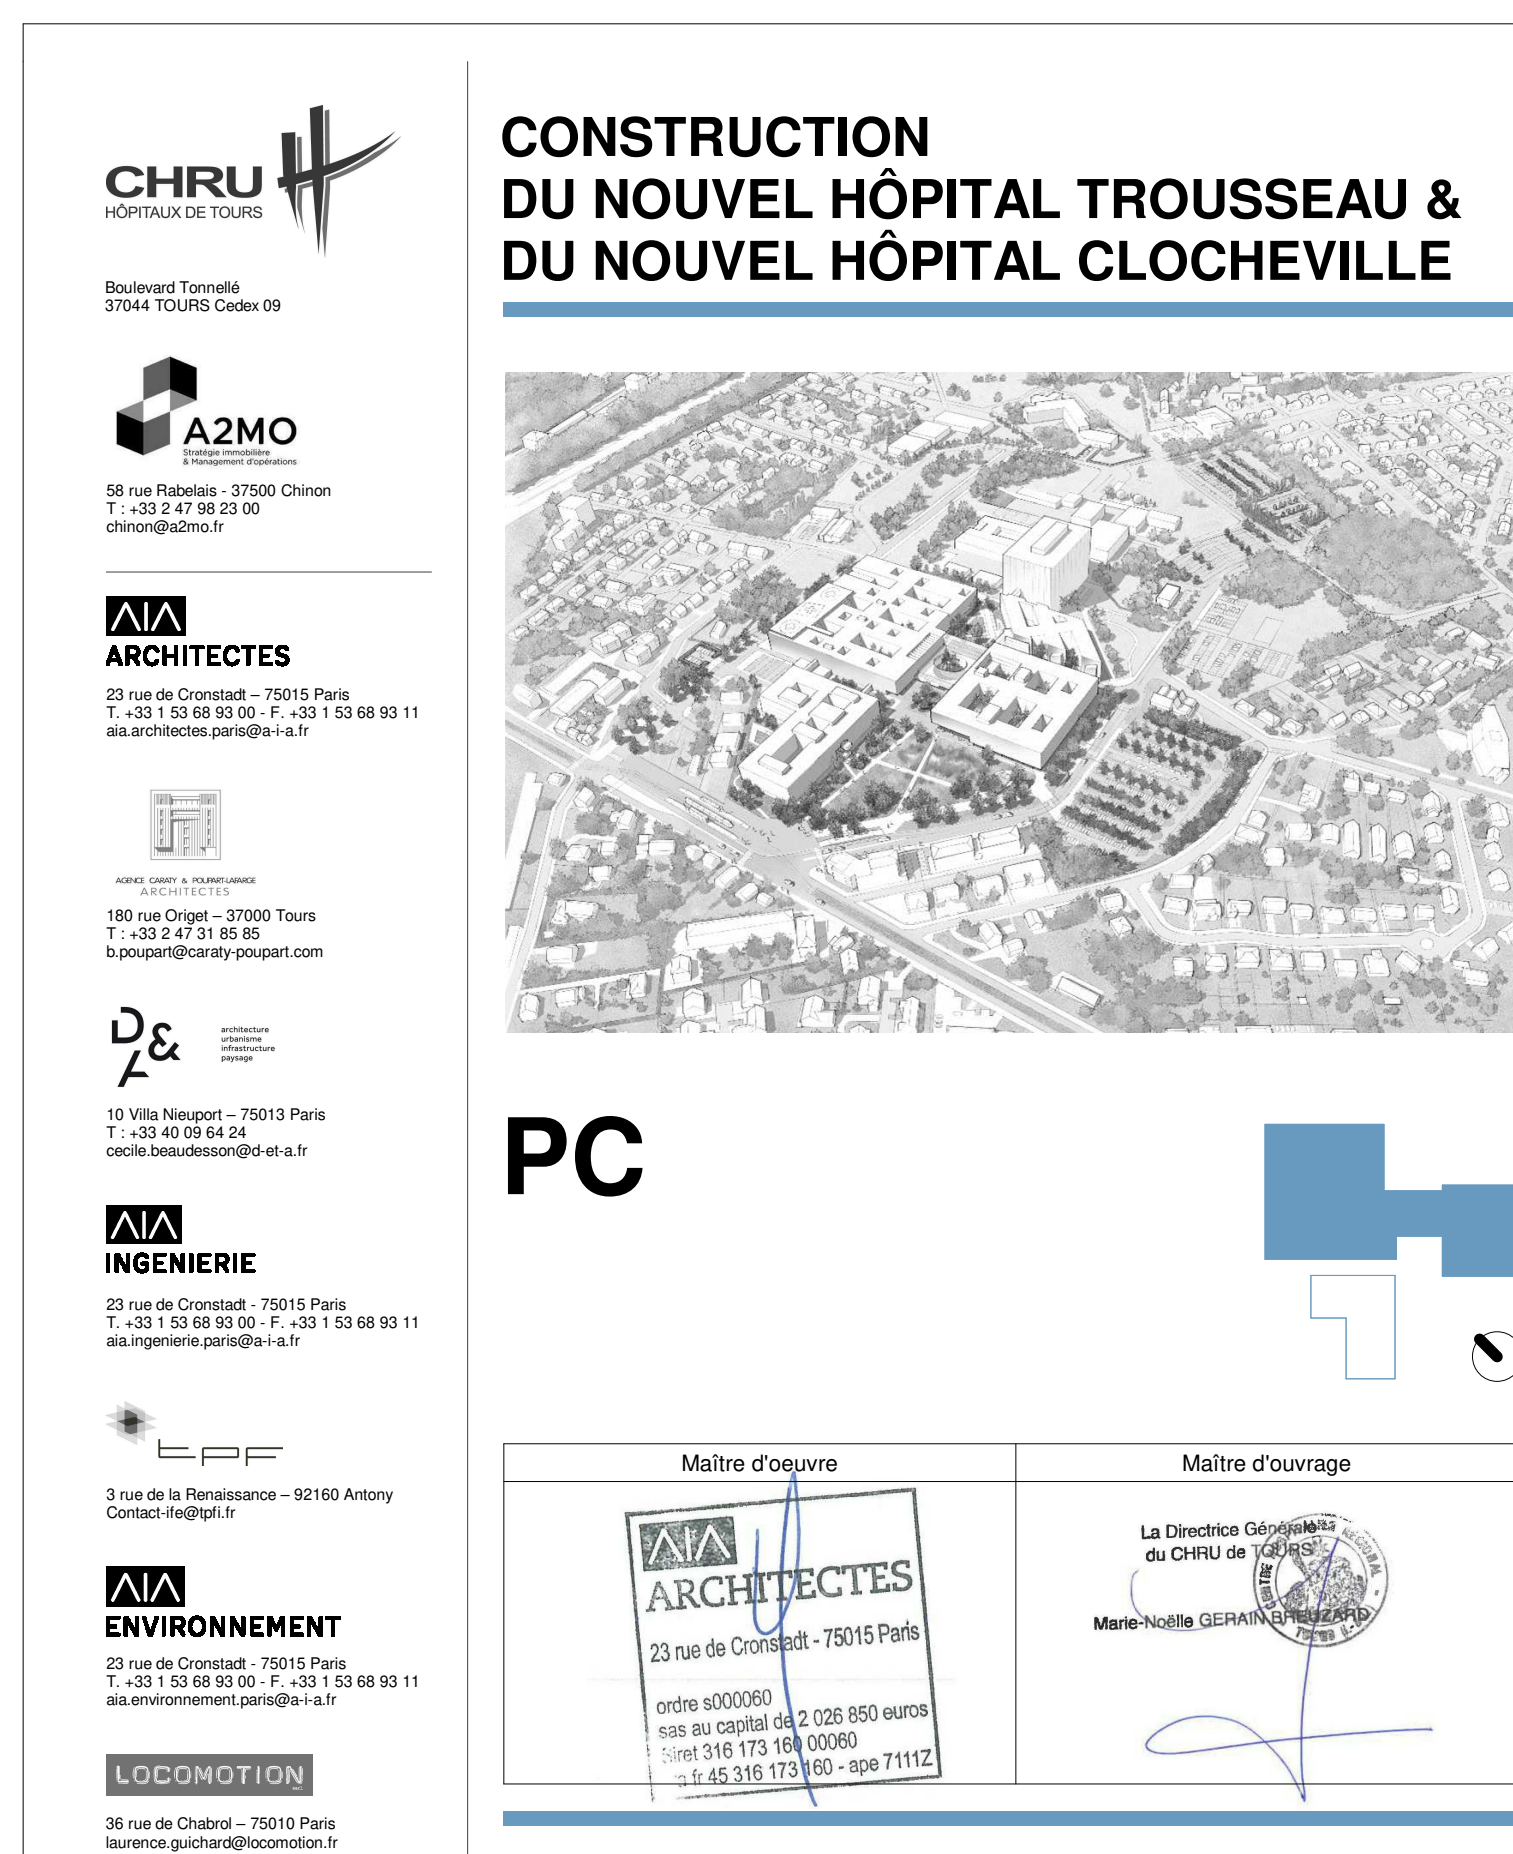 CHRU
HÔPITAUX DE TOURS
Boulevard Tonnellé
37044 TOURS Cedex 09
A2MO
Stratégie immobilière
& Management d'opérations
58 rue Rabelais - 37500 Chinon
T : +33 2 47 98 23 00
chinon@a2mo.fr
AIA
ARCHITECTES
23 rue de Cronstadt – 75015 Paris
T. +33 1 53 68 93 00 - F. +33 1 53 68 93 11
aia.architectes.paris@a-i-a.fr
AGENCE CARATY & POUPART-LAFARGE
ARCHITECTES
180 rue Origet – 37000 Tours
T : +33 2 47 31 85 85
b.poupart@caraty-poupart.com
D&A
architecture
urbanisme
infrastructure
paysage
10 Villa Nieuport – 75013 Paris
T : +33 40 09 64 24
cecile.beaudesson@d-et-a.fr
AIA
INGENIERIE
23 rue de Cronstadt - 75015 Paris
T. +33 1 53 68 93 00 - F. +33 1 53 68 93 11
aia.ingenierie.paris@a-i-a.fr
tpf
3 rue de la Renaissance – 92160 Antony
Contact-ife@tpfi.fr
AIA
ENVIRONNEMENT
23 rue de Cronstadt - 75015 Paris
T. +33 1 53 68 93 00 - F. +33 1 53 68 93 11
aia.environnement.paris@a-i-a.fr
LOCOMOTION
36 rue de Chabrol – 75010 Paris
laurence.guichard@locomotion.fr
CONSTRUCTION
DU NOUVEL HÔPITAL TROUSSEAU &
DU NOUVEL HÔPITAL CLOCHEVILLE
PC
Maître d'oeuvre
Maître d'ouvrage
AIA
ARCHITECTES
23 rue de Cronstadt - 75015 Paris
ordre s000060
sas au capital de 2 026 850 euros
siret 316 173 160 00060
fr 45 316 173 160 - ape 7111Z
La Directrice Générale
du CHRU de TOURS
Marie-Noëlle GERAIN BREUZARD
CENTRE REGIONAL
TOURS